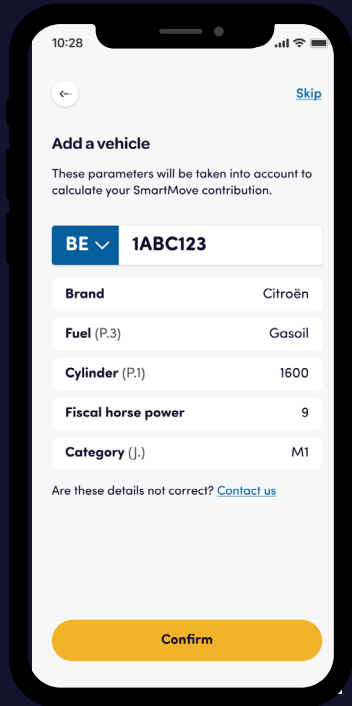 10:28
Skip
Add a vehicle
These parameters will be taken into account to
calculate your SmartMove contribution.
BE 1ABC123
Brand Citroën
Fuel (P.3) Gasoil
Cylinder (P.1) 1600
Fiscal horse power 9
Category (J.) M1
Are these details not correct? Contact us
Confirm